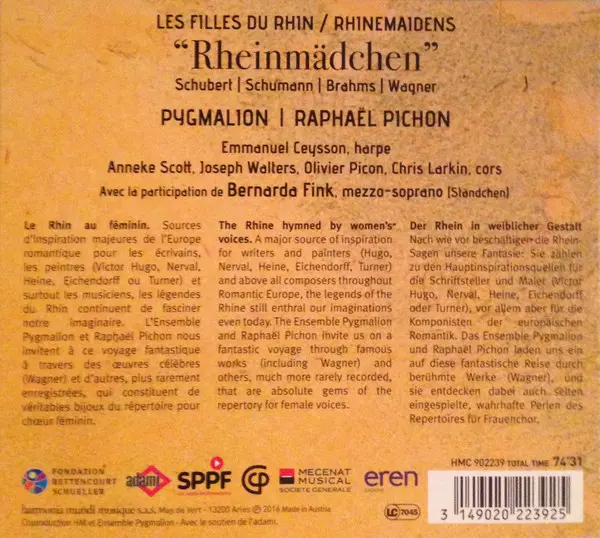 LES FILLES DU RHIN / RHINEMAIDENS
“Rheinmädchen”
Schubert | Schumann | Brahms | Wagner
PYGMALION | RAPHAËL PICHON
Emmanuel Ceysson, harpe
Anneke Scott, Joseph Walters, Olivier Picon, Chris Larkin, cors
Avec la participation de Bernarda Fink, mezzo-soprano (Ständchen)
Le Rhin au féminin. Sources
d'inspiration majeures de l'Europe
romantique pour les écrivains,
les peintres (Victor Hugo, Nerval,
Heine, Eichendorff ou Turner) et
surtout les musiciens, les légendes
du Rhin continuent de fasciner
notre imaginaire. L'Ensemble
Pygmalion et Raphaël Pichon nous
invitent à ce voyage fantastique
à travers des œuvres célèbres
(Wagner) et d'autres, plus rarement
enregistrées, qui constituent de
véritables bijoux du répertoire pour
chœur féminin.
The Rhine hymned by women's
voices. A major source of inspiration
for writers and painters (Hugo,
Nerval, Heine, Eichendorff, Turner)
and above all composers throughout
Romantic Europe, the legends of the
Rhine still enthral our imaginations
even today. The Ensemble Pygmalion
and Raphaël Pichon invite us on a
fantastic voyage through famous
works (including Wagner) and
others, much more rarely recorded,
that are absolute gems of the
repertory for female voices.
Der Rhein in weiblicher Gestalt
Nach wie vor beschäftigen die Rhein-
Sagen unsere Fantasie: Sie zählen
zu den Hauptinspirationsquellen für
die Schriftsteller und Maler (Victor
Hugo, Nerval, Heine, Eichendorff
oder Turner), vor allem aber für die
Komponisten der europäischen
Romantik. Das Ensemble Pygmalion
und Raphaël Pichon laden uns ein
auf diese fantastische Reise durch
berühmte Werke (Wagner), und
sie entdecken dabei auch selten
eingespielte, wahrhafte Perlen des
Repertoires für Frauenchor.
HMC 902239 TOTAL TIME 74'31
FONDATION
BETTENCOURT
SCHUELLER
adami
SPPF
MECENAT
MUSICAL
SOCIETE GENERALE
eren
LC 7045
3 149020 223925
harmonia mundi musique s.a.s. Mas de Vert - 13200 Arles Ⓟ 2016 Made in Austria
Coproduction HM et Ensemble Pygmalion - Avec le soutien de l'adami.